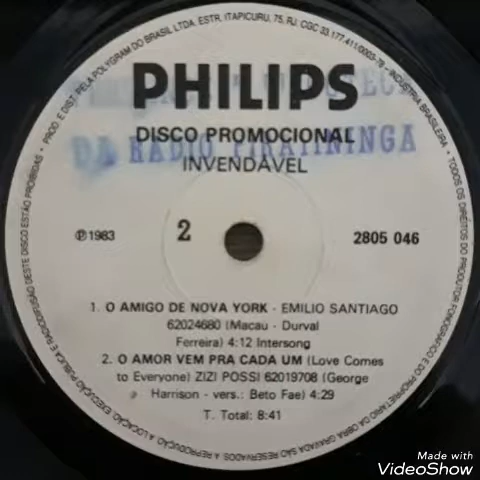 PROD. E DIST. PELA POLYGRAM DO BRASIL LTDA. ESTR. ITAPICURU, 75, RJ, CGC 33.177.411/0003-78 - INDUSTRIA BRASILEIRA • TODOS OS DIREITOS DO PRODUTOR FONOGRÁFICO E DO PROPRIETÁRIO DA OBRA GRAVADA SÃO RESERVADOS. A REPRODUÇÃO, A LOCAÇÃO, EXECUÇÃO PÚBLICA E RADIODIFUSÃO DESTE DISCO ESTÃO PROIBIDAS •
PHILIPS
DISCO PROMOCIONAL
DA RADIO PIRATININGA
INVENDÁVEL
℗1983
2
2805 046
1. O AMIGO DE NOVA YORK - EMILIO SANTIAGO
62024680 (Macau - Durval
Ferreira) 4:12 Intersong
2. O AMOR VEM PRA CADA UM (Love Comes
to Everyone) ZIZI POSSI 62019708 (George
Harrison - vers.: Beto Fae) 4:29
T. Total: 8:41
Made with
VideoShow